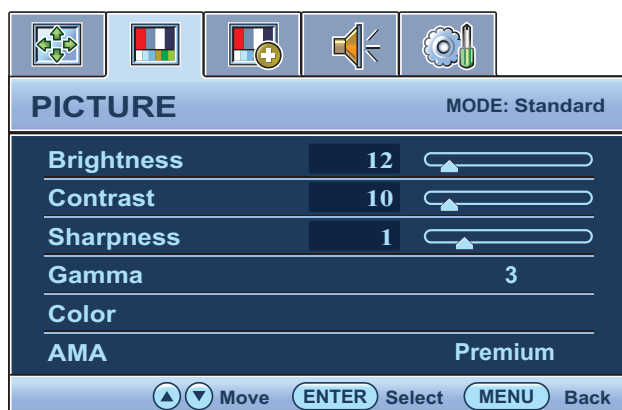 PICTURE MODE: Standard
Brightness 12
Contrast 10
Sharpness 1
Gamma 3
Color
AMA Premium
Move ENTER Select MENU Back